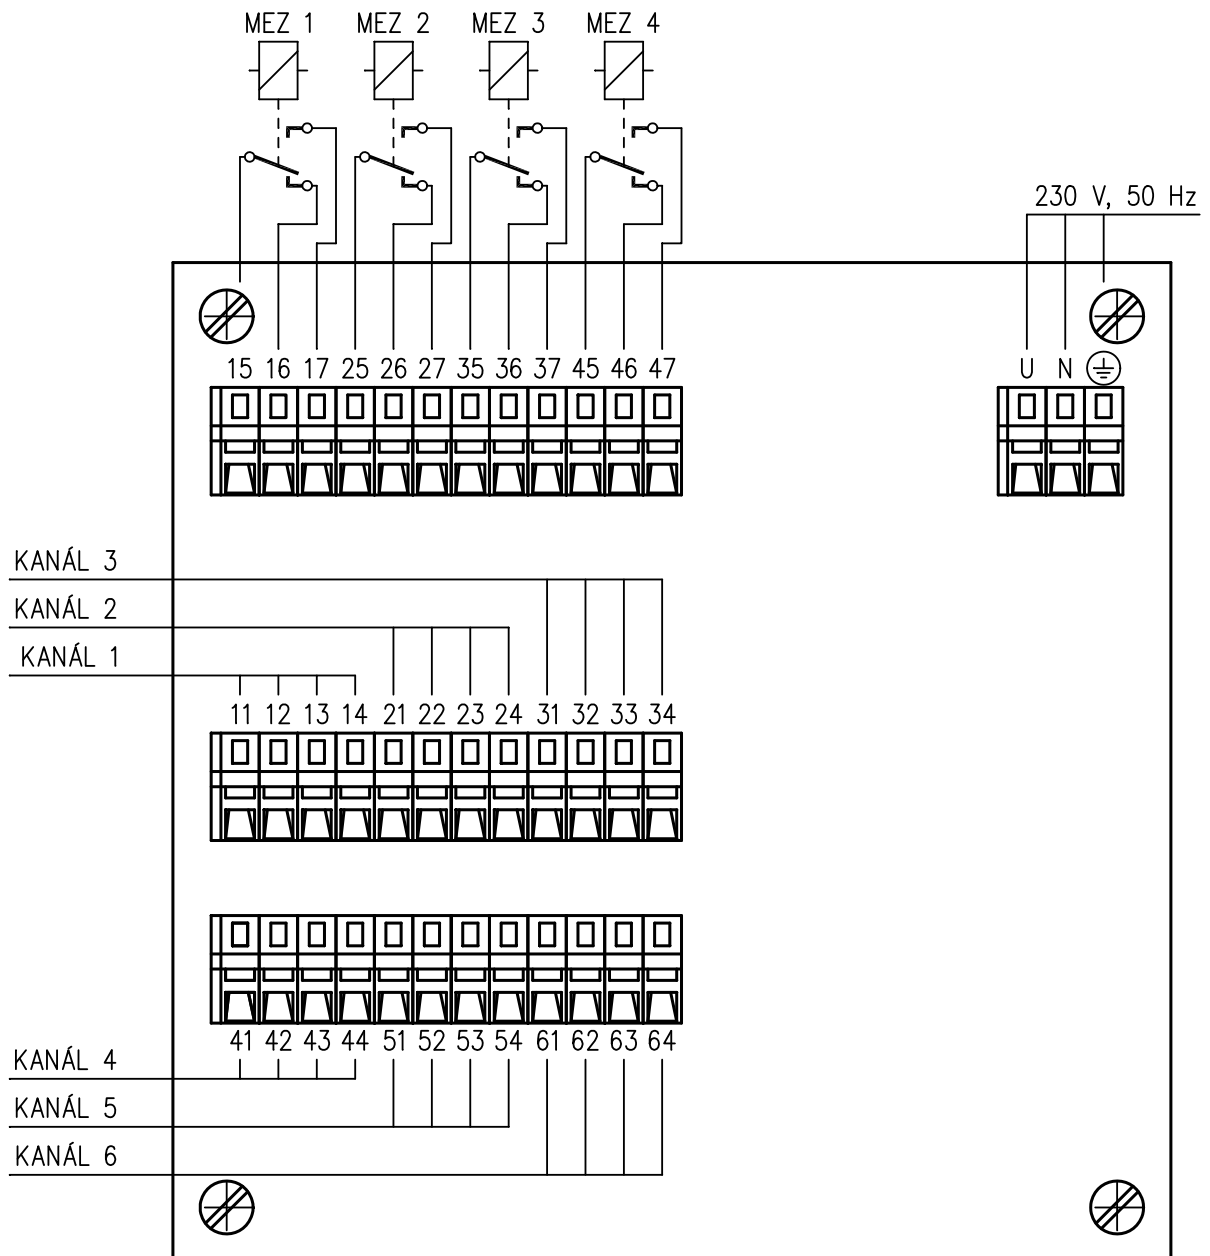 MEZ 1 MEZ 2 MEZ 3 MEZ 4
230 V, 50 Hz
15 16 17 25 26 27 35 36 37 45 46 47 U N
KANÁL 3
KANÁL 2
KANÁL 1
11 12 13 14 21 22 23 24 31 32 33 34
41 42 43 44 51 52 53 54 61 62 63 64
KANÁL 4
KANÁL 5
KANÁL 6